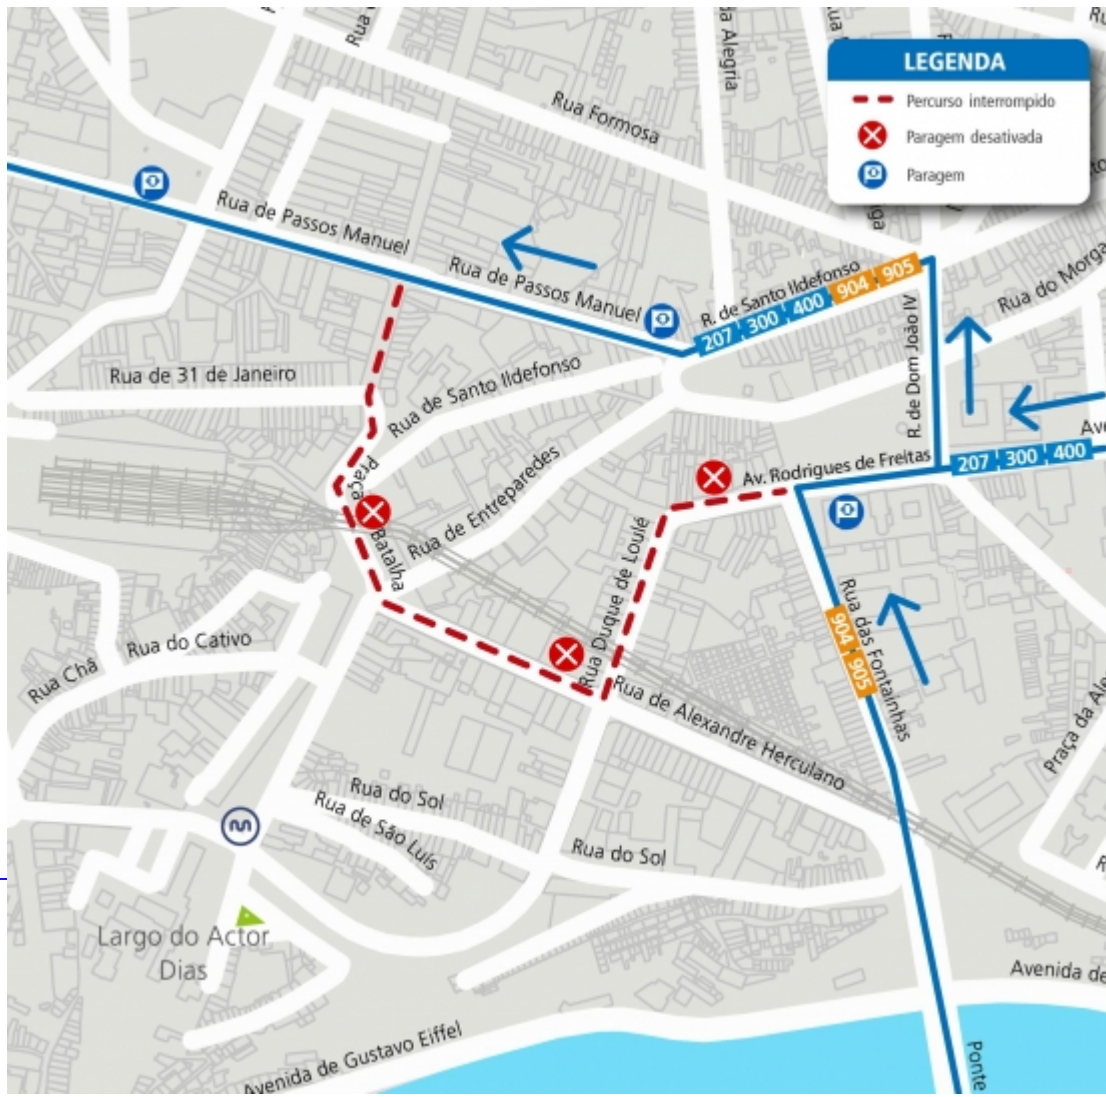 LEGENDA
Percurso interrompido
Paragem desativada
Paragem
Rua
da Alegria
Rua Formosa
Rua de Passos Manuel
Rua de Passos Manuel
R. de Santo Ildefonso
207 300 400 904 905
Rua do Morga
R. de Dom João IV
Rua de 31 de Janeiro
Rua de Santo Ildefonso
Praça
Batalha
Rua de Entreparedes
Av. Rodrigues de Freitas
207 300 400
Ave
Rua Duque de Loulé
904 905
Rua das Fontainhas
Rua do Cativo
Rua Chã
Rua de Alexandre Herculano
Praça da Ale
Rua do Sol
Rua de São Luís
Rua do Sol
Largo do Actor
Dias
Avenida de
Avenida de Gustavo Eiffel
Ponte